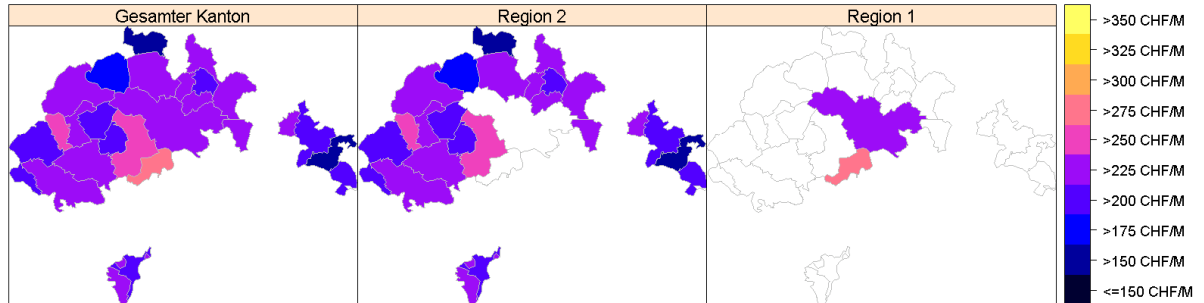 Gesamter Kanton
Region 2
Region 1
>350 CHF/M
>325 CHF/M
>300 CHF/M
>275 CHF/M
>250 CHF/M
>225 CHF/M
>200 CHF/M
>175 CHF/M
>150 CHF/M
<=150 CHF/M